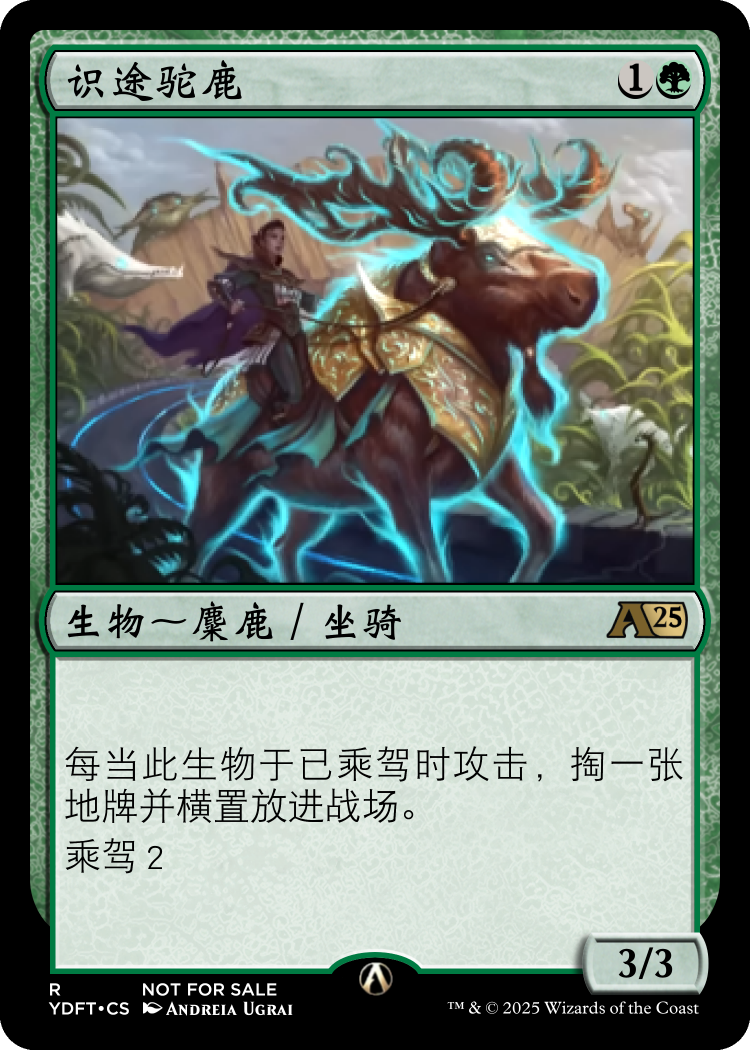 识途驼鹿 1
生物～麋鹿 / 坐骑 A25
每当此生物于已乘驾时攻击，掏一张
地牌并横置放进战场。
乘驾 2
3/3
R NOT FOR SALE
YDFT•CS ANDREIA UGRAI ™ & © 2025 Wizards of the Coast